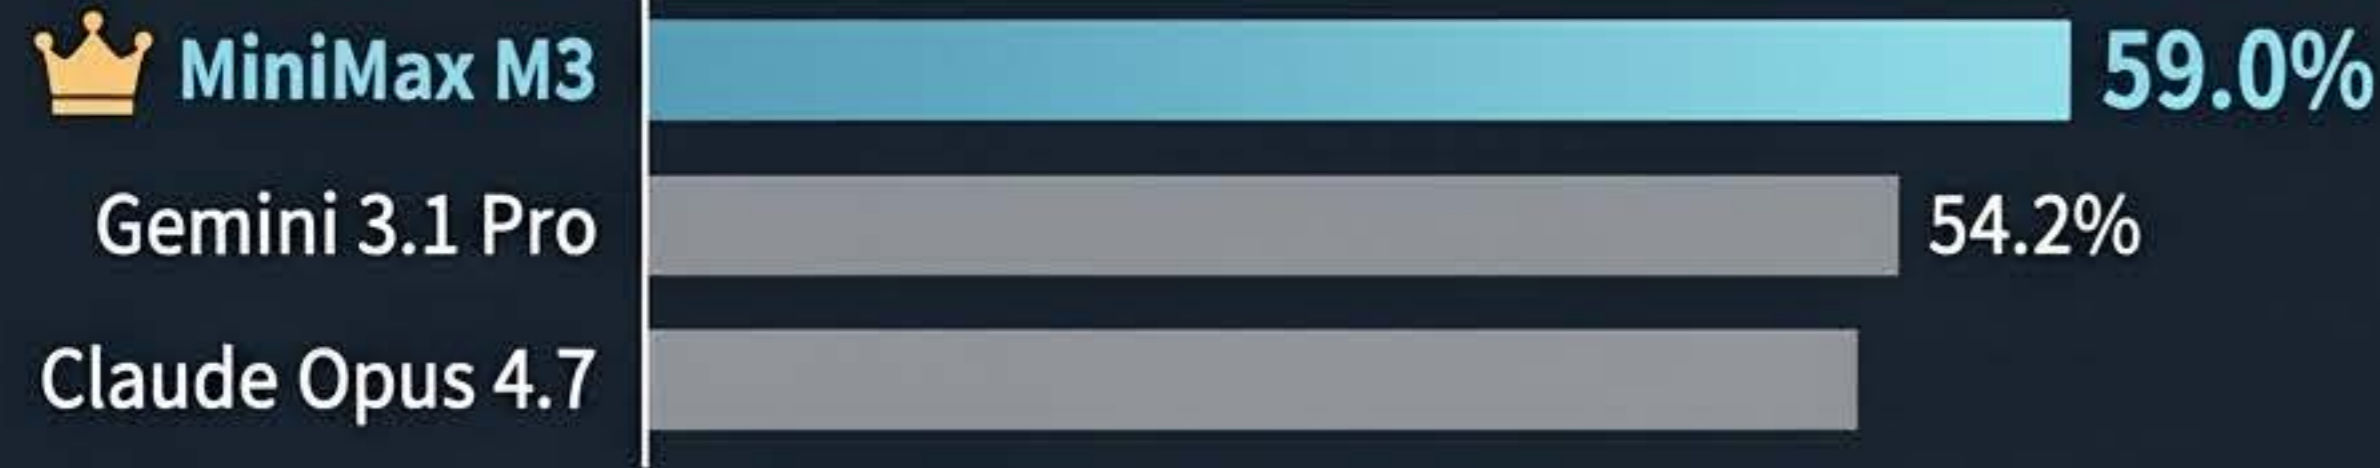 MiniMax M3 59.0%
Gemini 3.1 Pro 54.2%
Claude Opus 4.7